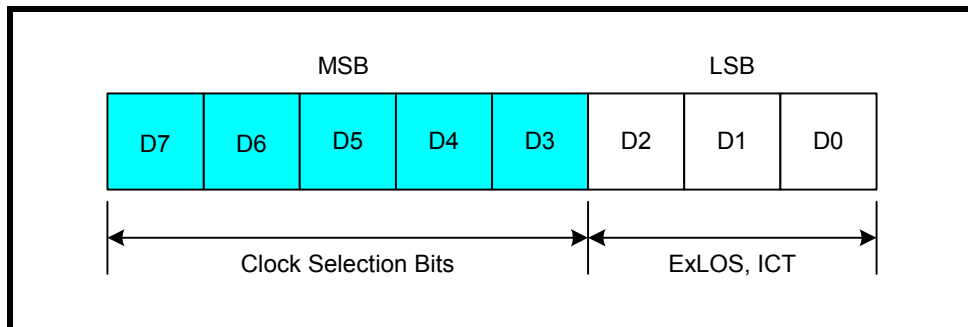 MSB LSB
D7 D6 D5 D4 D3 D2 D1 D0
Clock Selection Bits ExLOS, ICT